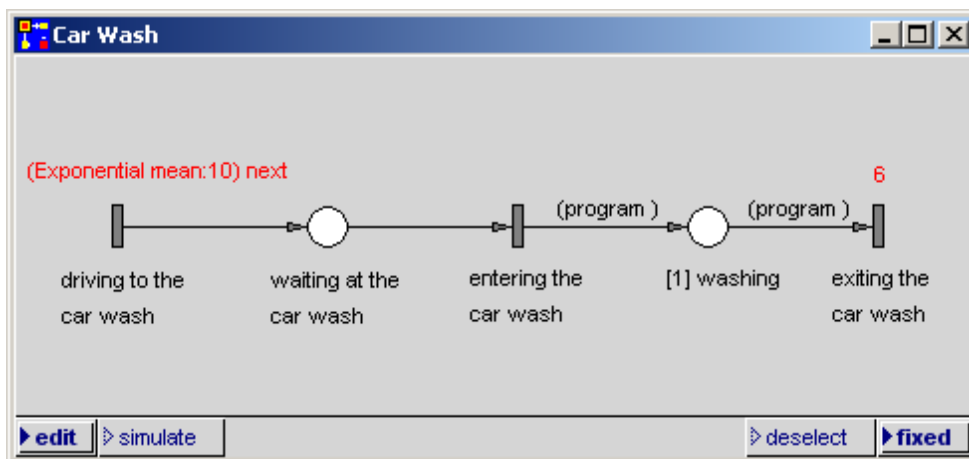 Car Wash
(Exponential mean:10) next
6
(program )
(program )
driving to the
car wash
waiting at the
car wash
entering the
car wash
[1] washing
exiting the
car wash
edit
simulate
deselect
fixed